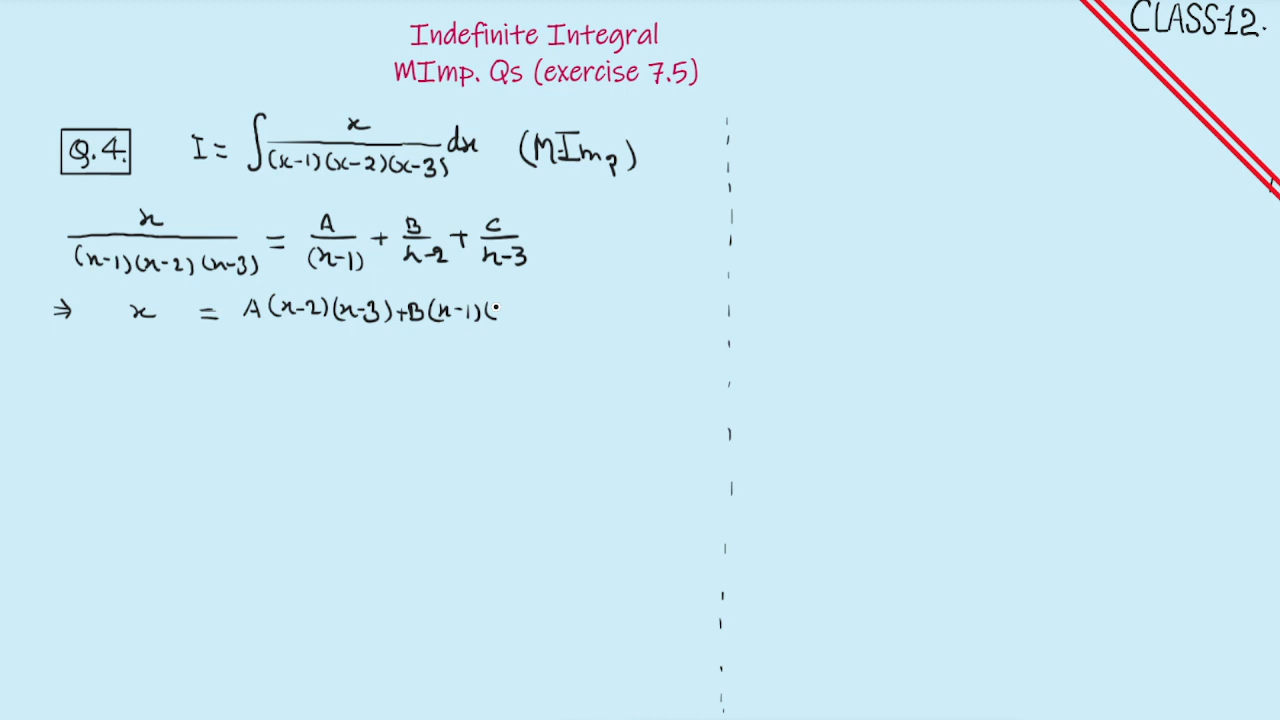 CLASS-12.
Indefinite Integral
MImp. Qs (exercise 7.5)
Q.4. I = ∫ x / (x-1)(x-2)(x-3) dx (MImp)
x / (x-1)(x-2)(x-3) = A / (x-1) + B / x-2 + C / x-3
⇒ x = A(x-2)(x-3)+B(x-1)(